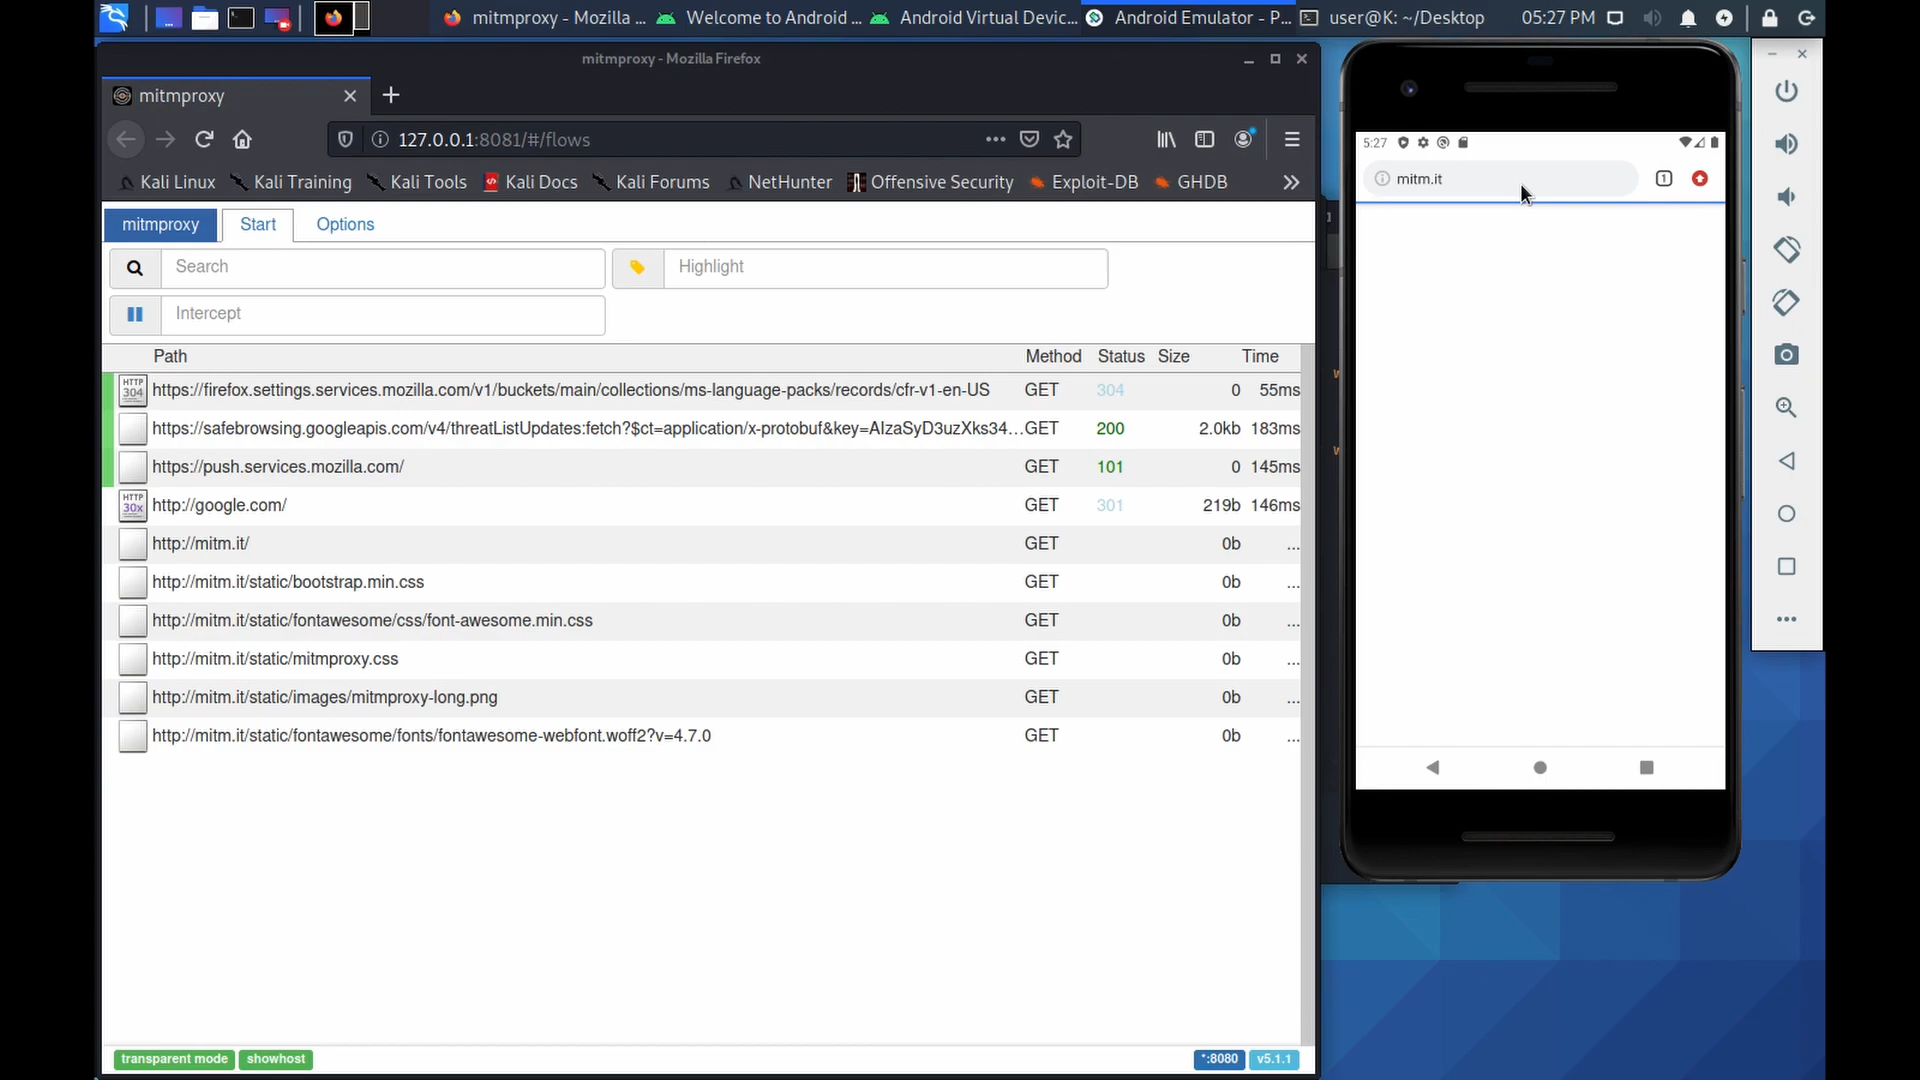 mitmproxy - Mozilla ...
Welcome to Android ...
Android Virtual Devic...
Android Emulator - P...
user@K: ~/Desktop
05:27 PM
mitmproxy - Mozilla Firefox
mitmproxy
127.0.0.1:8081/#/flows
Kali Linux
Kali Training
Kali Tools
Kali Docs
Kali Forums
NetHunter
Offensive Security
Exploit-DB
GHDB
mitmproxy
Start
Options
Search
Highlight
Intercept
Path Method Status Size Time
HTTP 304 https://firefox.settings.services.mozilla.com/v1/buckets/main/collections/ms-language-packs/records/cfr-v1-en-US GET 304 0 55ms
https://safebrowsing.googleapis.com/v4/threatListUpdates:fetch?$ct=application/x-protobuf&key=AIzaSyD3uzXks34... GET 200 2.0kb 183ms
https://push.services.mozilla.com/ GET 101 0 145ms
HTTP 30x http://google.com/ GET 301 219b 146ms
http://mitm.it/ GET 0b ...
http://mitm.it/static/bootstrap.min.css GET 0b ...
http://mitm.it/static/fontawesome/css/font-awesome.min.css GET 0b ...
http://mitm.it/static/mitmproxy.css GET 0b ...
http://mitm.it/static/images/mitmproxy-long.png GET 0b ...
http://mitm.it/static/fontawesome/fonts/fontawesome-webfont.woff2?v=4.7.0 GET 0b ...
transparent mode
showhost
*:8080
v5.1.1
5:27
mitm.it
1